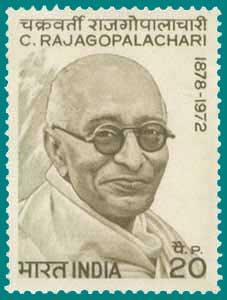 चक्रवर्ती राजगोपालाचारी
C. RAJAGOPALACHARI
1878-1972
पै. P.
भारत INDIA 20